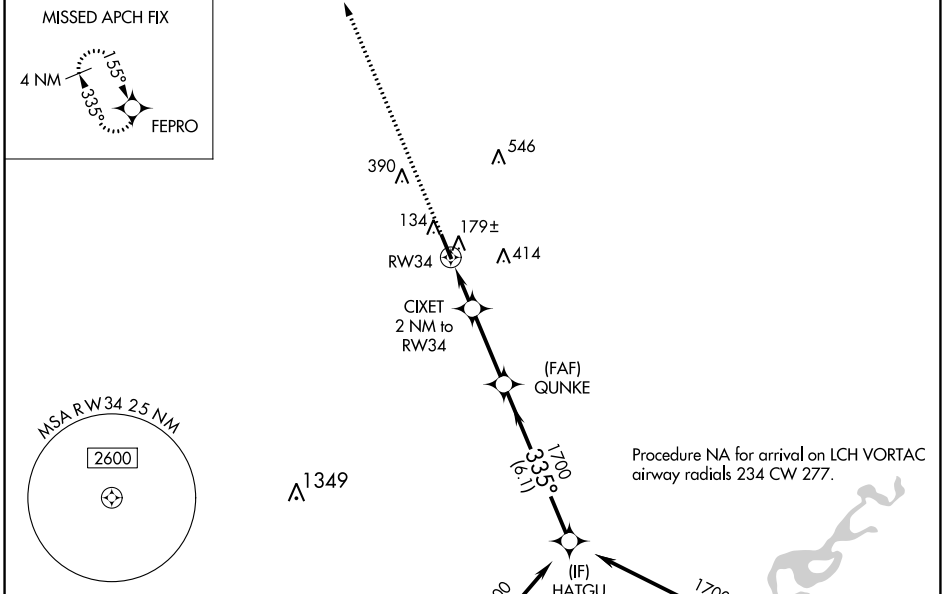 MISSED APCH FIX
4 NM
155°
335°
FEPRO
546
390
134
179±
RW34
414
CIXET
2 NM to
RW34
(FAF)
QUNKE
MSA RW34 25 NM
2600
1349
1700
335°
(6.1)
Procedure NA for arrival on LCH VORTAC
airway radials 234 CW 277.
(IF)
HATGU
1700